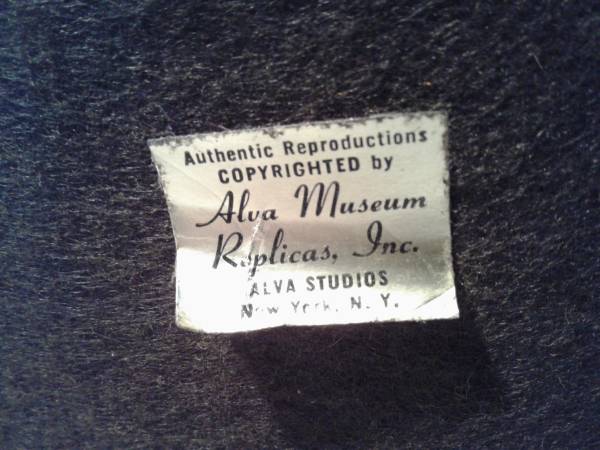 Authentic Reproductions
COPYRIGHTED by
Alva Museum
Replicas, Inc.
ALVA STUDIOS
New York, N. Y.